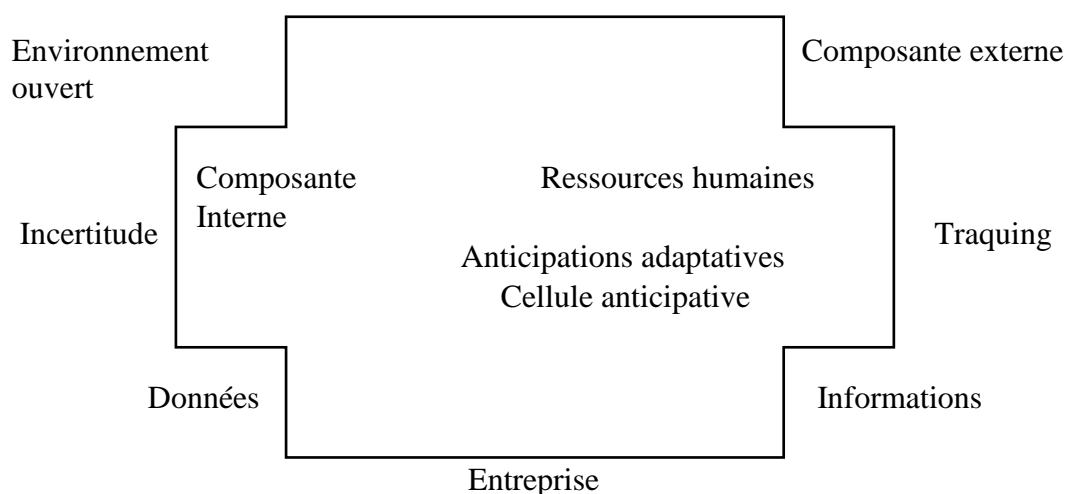 Environnement
ouvert
Composante externe
Composante
Interne
Ressources humaines
Incertitude
Traquing
Anticipations adaptatives
Cellule anticipative
Données
Informations
Entreprise